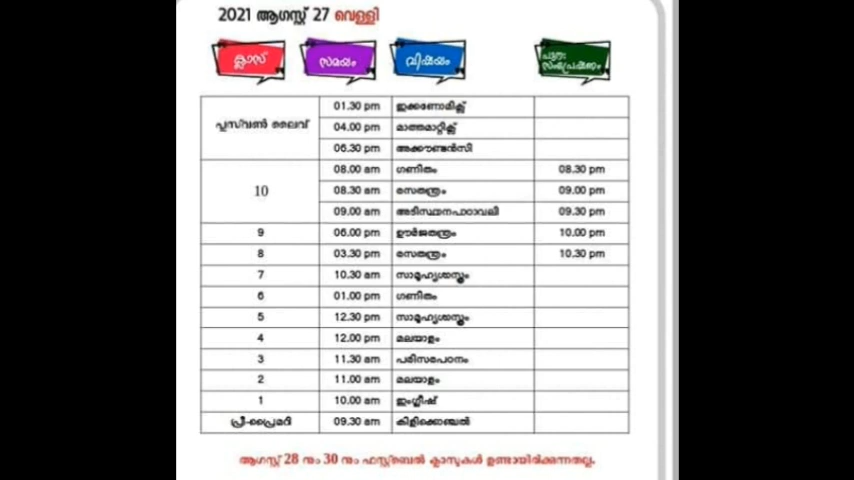 2021 ആഗസ്റ്റ് 27 വെള്ളി
ക്ലാസ് സമയം വിഷയം പുനഃ സംപ്രേഷണം
പ്ലസ്‌വൺ ലൈവ് 01.30 pm ഇക്കണോമിക്സ്
04.00 pm മാത്തമാറ്റിക്സ്
06.30 pm അക്കൗണ്ടൻസി
10 08.00 am ഗണിതം 08.30 pm
08.30 am രസതന്ത്രം 09.00 pm
09.00 am അടിസ്ഥാനപാഠാവലി 09.30 pm
9 06.00 pm ഊർജതന്ത്രം 10.00 pm
8 03.30 pm രസതന്ത്രം 10.30 pm
7 10.30 am സാമൂഹ്യശാസ്ത്രം
6 01.00 pm ഗണിതം
5 12.30 pm സാമൂഹ്യശാസ്ത്രം
4 12.00 pm മലയാളം
3 11.30 am പരിസരപഠനം
2 11.00 am മലയാളം
1 10.00 am ഇംഗ്ലീഷ്
പ്രീ-പ്രൈമറി 09.30 am കിളിക്കൊഞ്ചൽ
ആഗസ്റ്റ് 28 നും 30 നും ഫസ്റ്റ്ബെൽ ക്ലാസുകൾ ഉണ്ടായിരിക്കുന്നതല്ല.